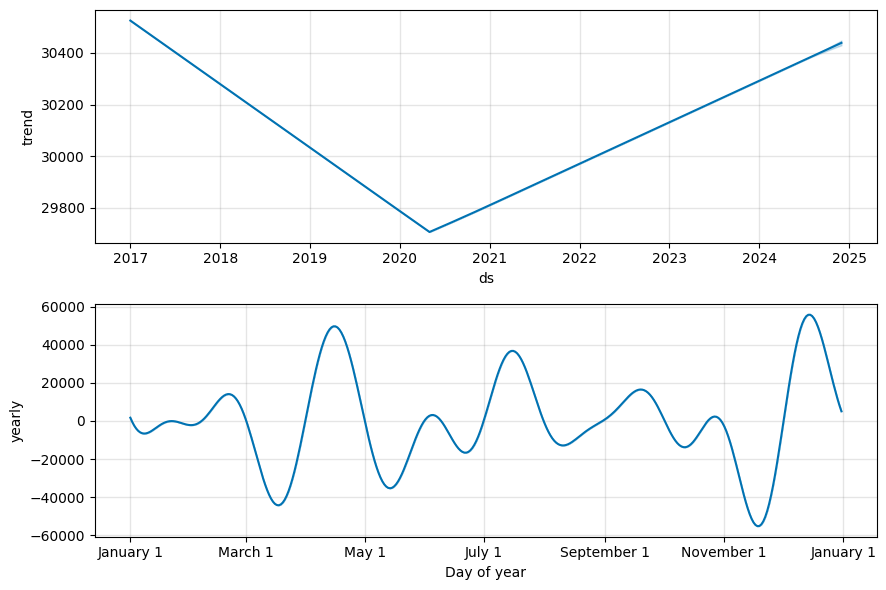 30400
30200
30000
29800
trend
2017 2018 2019 2020 2021 2022 2023 2024 2025
ds
60000
40000
20000
0
−20000
−40000
−60000
yearly
January 1 March 1 May 1 July 1 September 1 November 1 January 1
Day of year